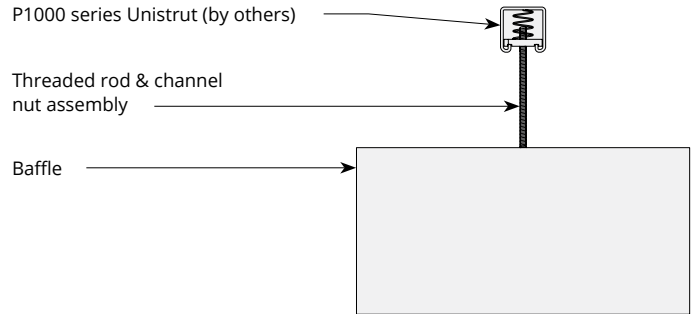 P1000 series Unistrut (by others)
Threaded rod & channel
nut assembly
Baffle